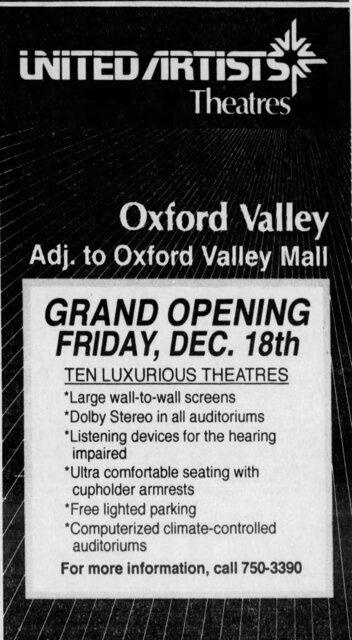 UNITED ARTISTS
Theatres
Oxford Valley
Adj. to Oxford Valley Mall
GRAND OPENING
FRIDAY, DEC. 18th
TEN LUXURIOUS THEATRES
*Large wall-to-wall screens
*Dolby Stereo in all auditoriums
*Listening devices for the hearing
impaired
*Ultra comfortable seating with
cupholder armrests
*Free lighted parking
*Computerized climate-controlled
auditoriums
For more information, call 750-3390